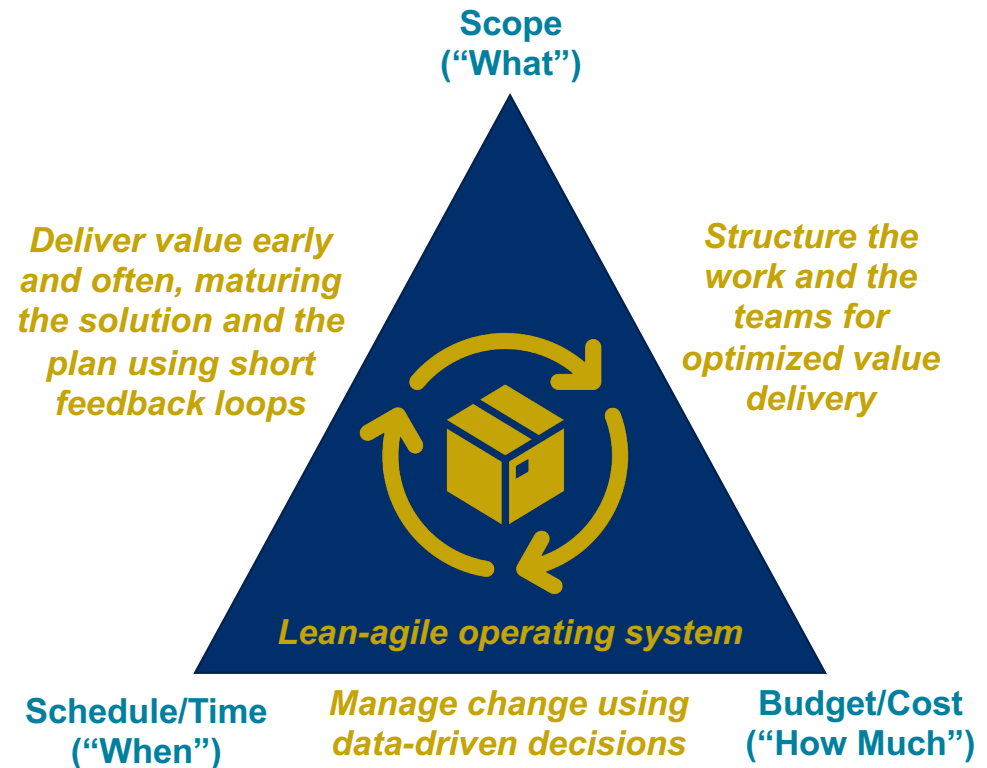 Scope
(“What”)
Deliver value early
and often, maturing
the solution and the
plan using short
feedback loops
Structure the
work and the
teams for
optimized value
delivery
Lean-agile operating system
Schedule/Time
(“When”)
Manage change using
data-driven decisions
Budget/Cost
(“How Much”)